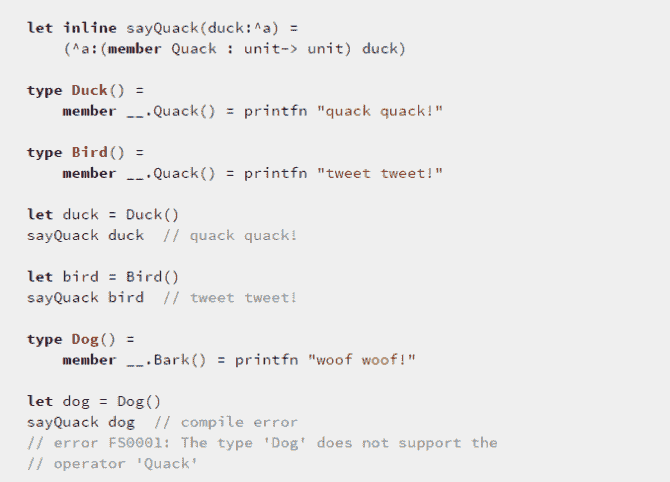 let inline sayQuack(duck:^a) =
    (^a:(member Quack : unit-> unit) duck)
type Duck() =
    member __.Quack() = printfn "quack quack!"
type Bird() =
    member __.Quack() = printfn "tweet tweet!"
let duck = Duck()
sayQuack duck  // quack quack!
let bird = Bird()
sayQuack bird  // tweet tweet!
type Dog() =
    member __.Bark() = printfn "woof woof!"
let dog = Dog()
sayQuack dog  // compile error
// error FS0001: The type 'Dog' does not support the
// operator 'Quack'